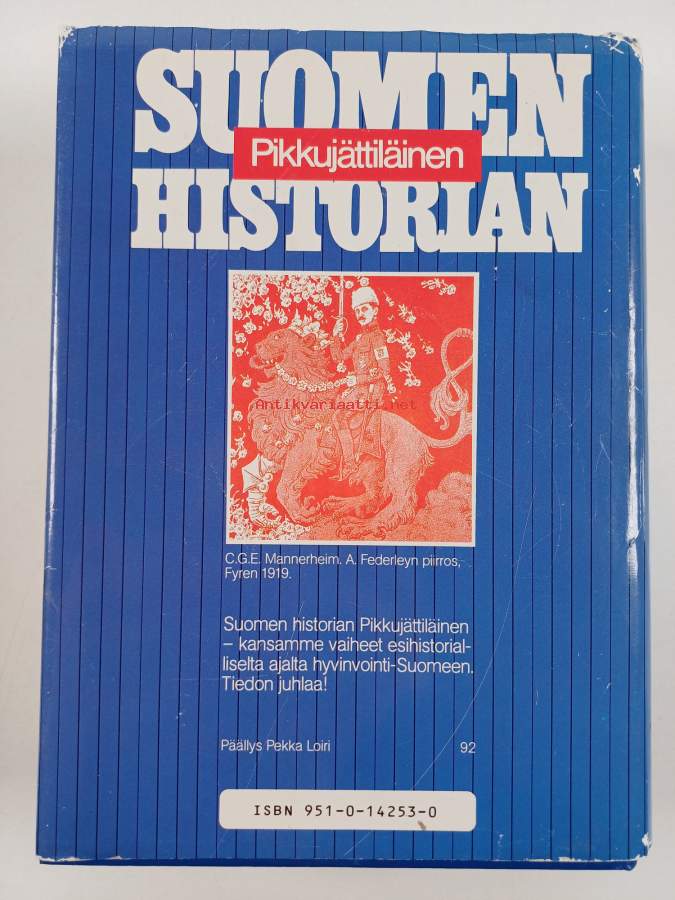 SUOMEN
Pikkujättiläinen
HISTORIAN
Antikvariaatti.net
C.G.E. Mannerheim. A. Federleyn piirros,
Fyren 1919.
Suomen historian Pikkujättiläinen
– kansamme vaiheet esihistorial-
liselta ajalta hyvinvointi-Suomeen.
Tiedon juhlaa!
Päällys Pekka Loiri 92
ISBN 951-0-14253-0